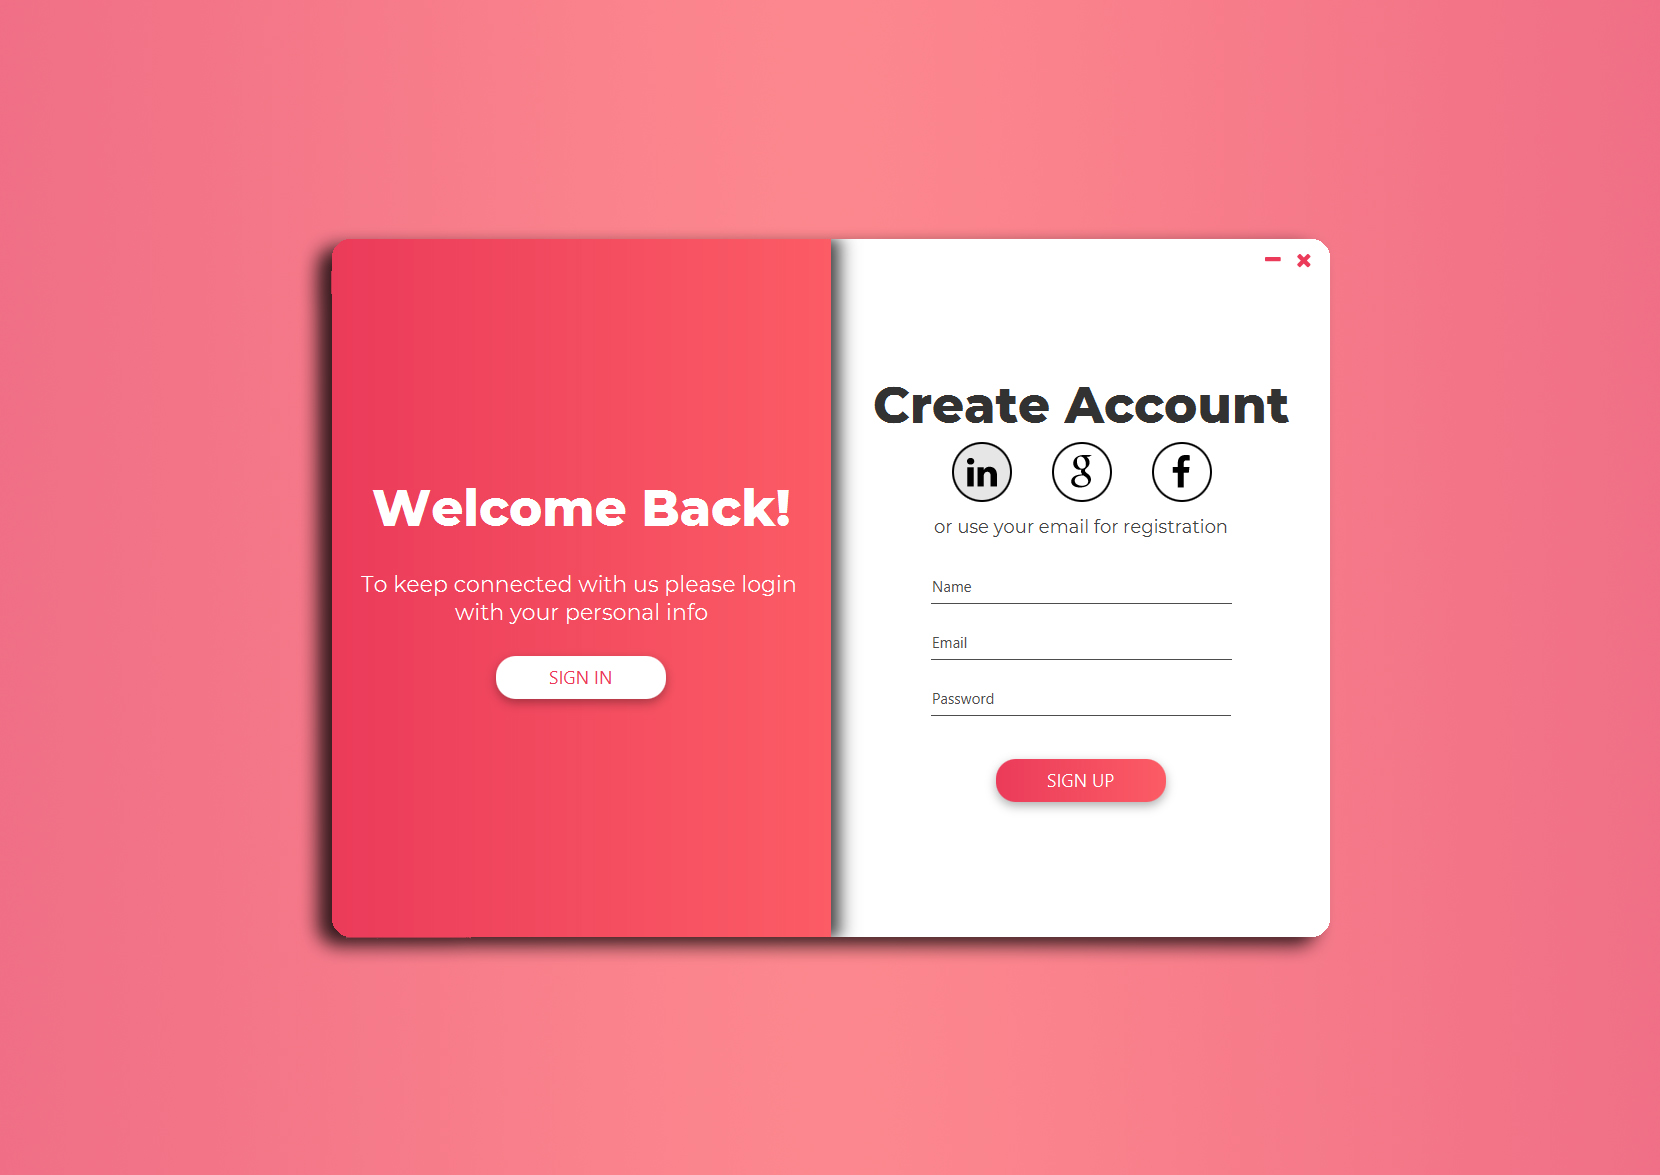 Welcome Back!
To keep connected with us please login
with your personal info
SIGN IN
Create Account
in g f
or use your email for registration
Name
Email
Password
SIGN UP